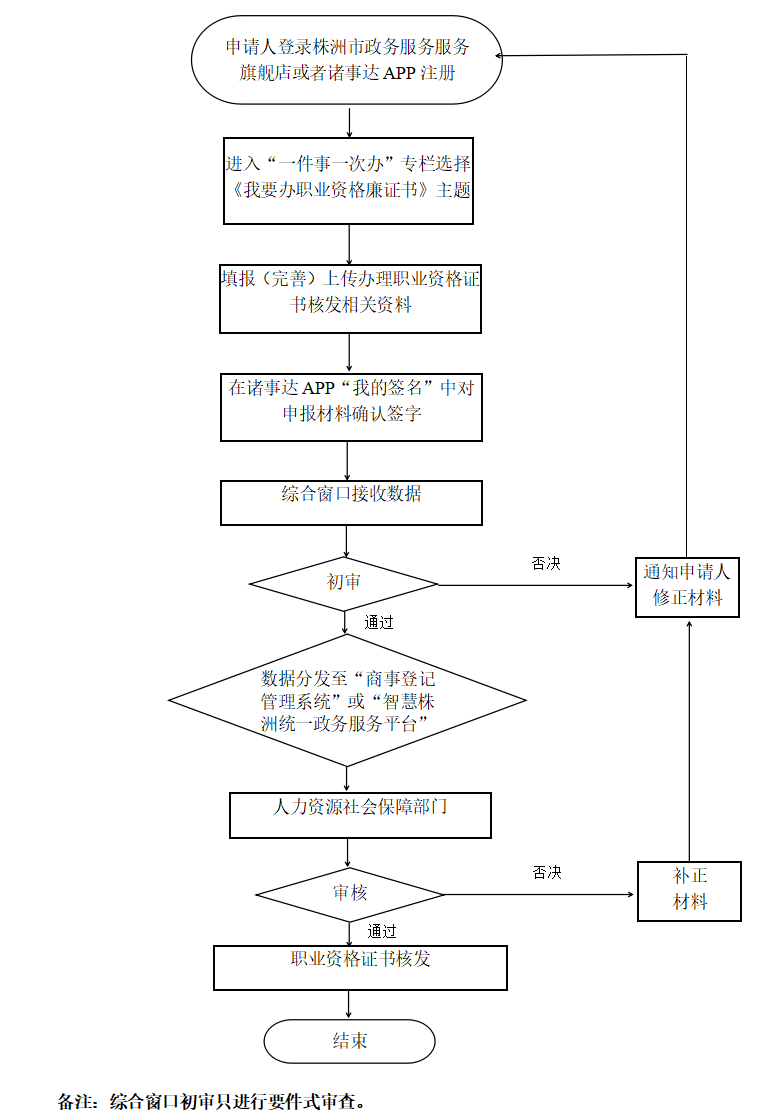 申请人登录株洲市政务服务服务
旗舰店或者诸事达 APP 注册
进入“一件事一次办”专栏选择
《我要办职业资格廉证书》主题
填报（完善）上传办理职业资格证
书核发相关资料
在诸事达 APP“我的签名”中对
申报材料确认签字
综合窗口接收数据
初审
否决
通知申请人
修正材料
通过
数据分发至“商事登记
管理系统”或“智慧株
洲统一政务服务平台”
人力资源社会保障部门
审核
否决
补正
材料
通过
职业资格证书核发
结束
备注：综合窗口初审只进行要件式审查。